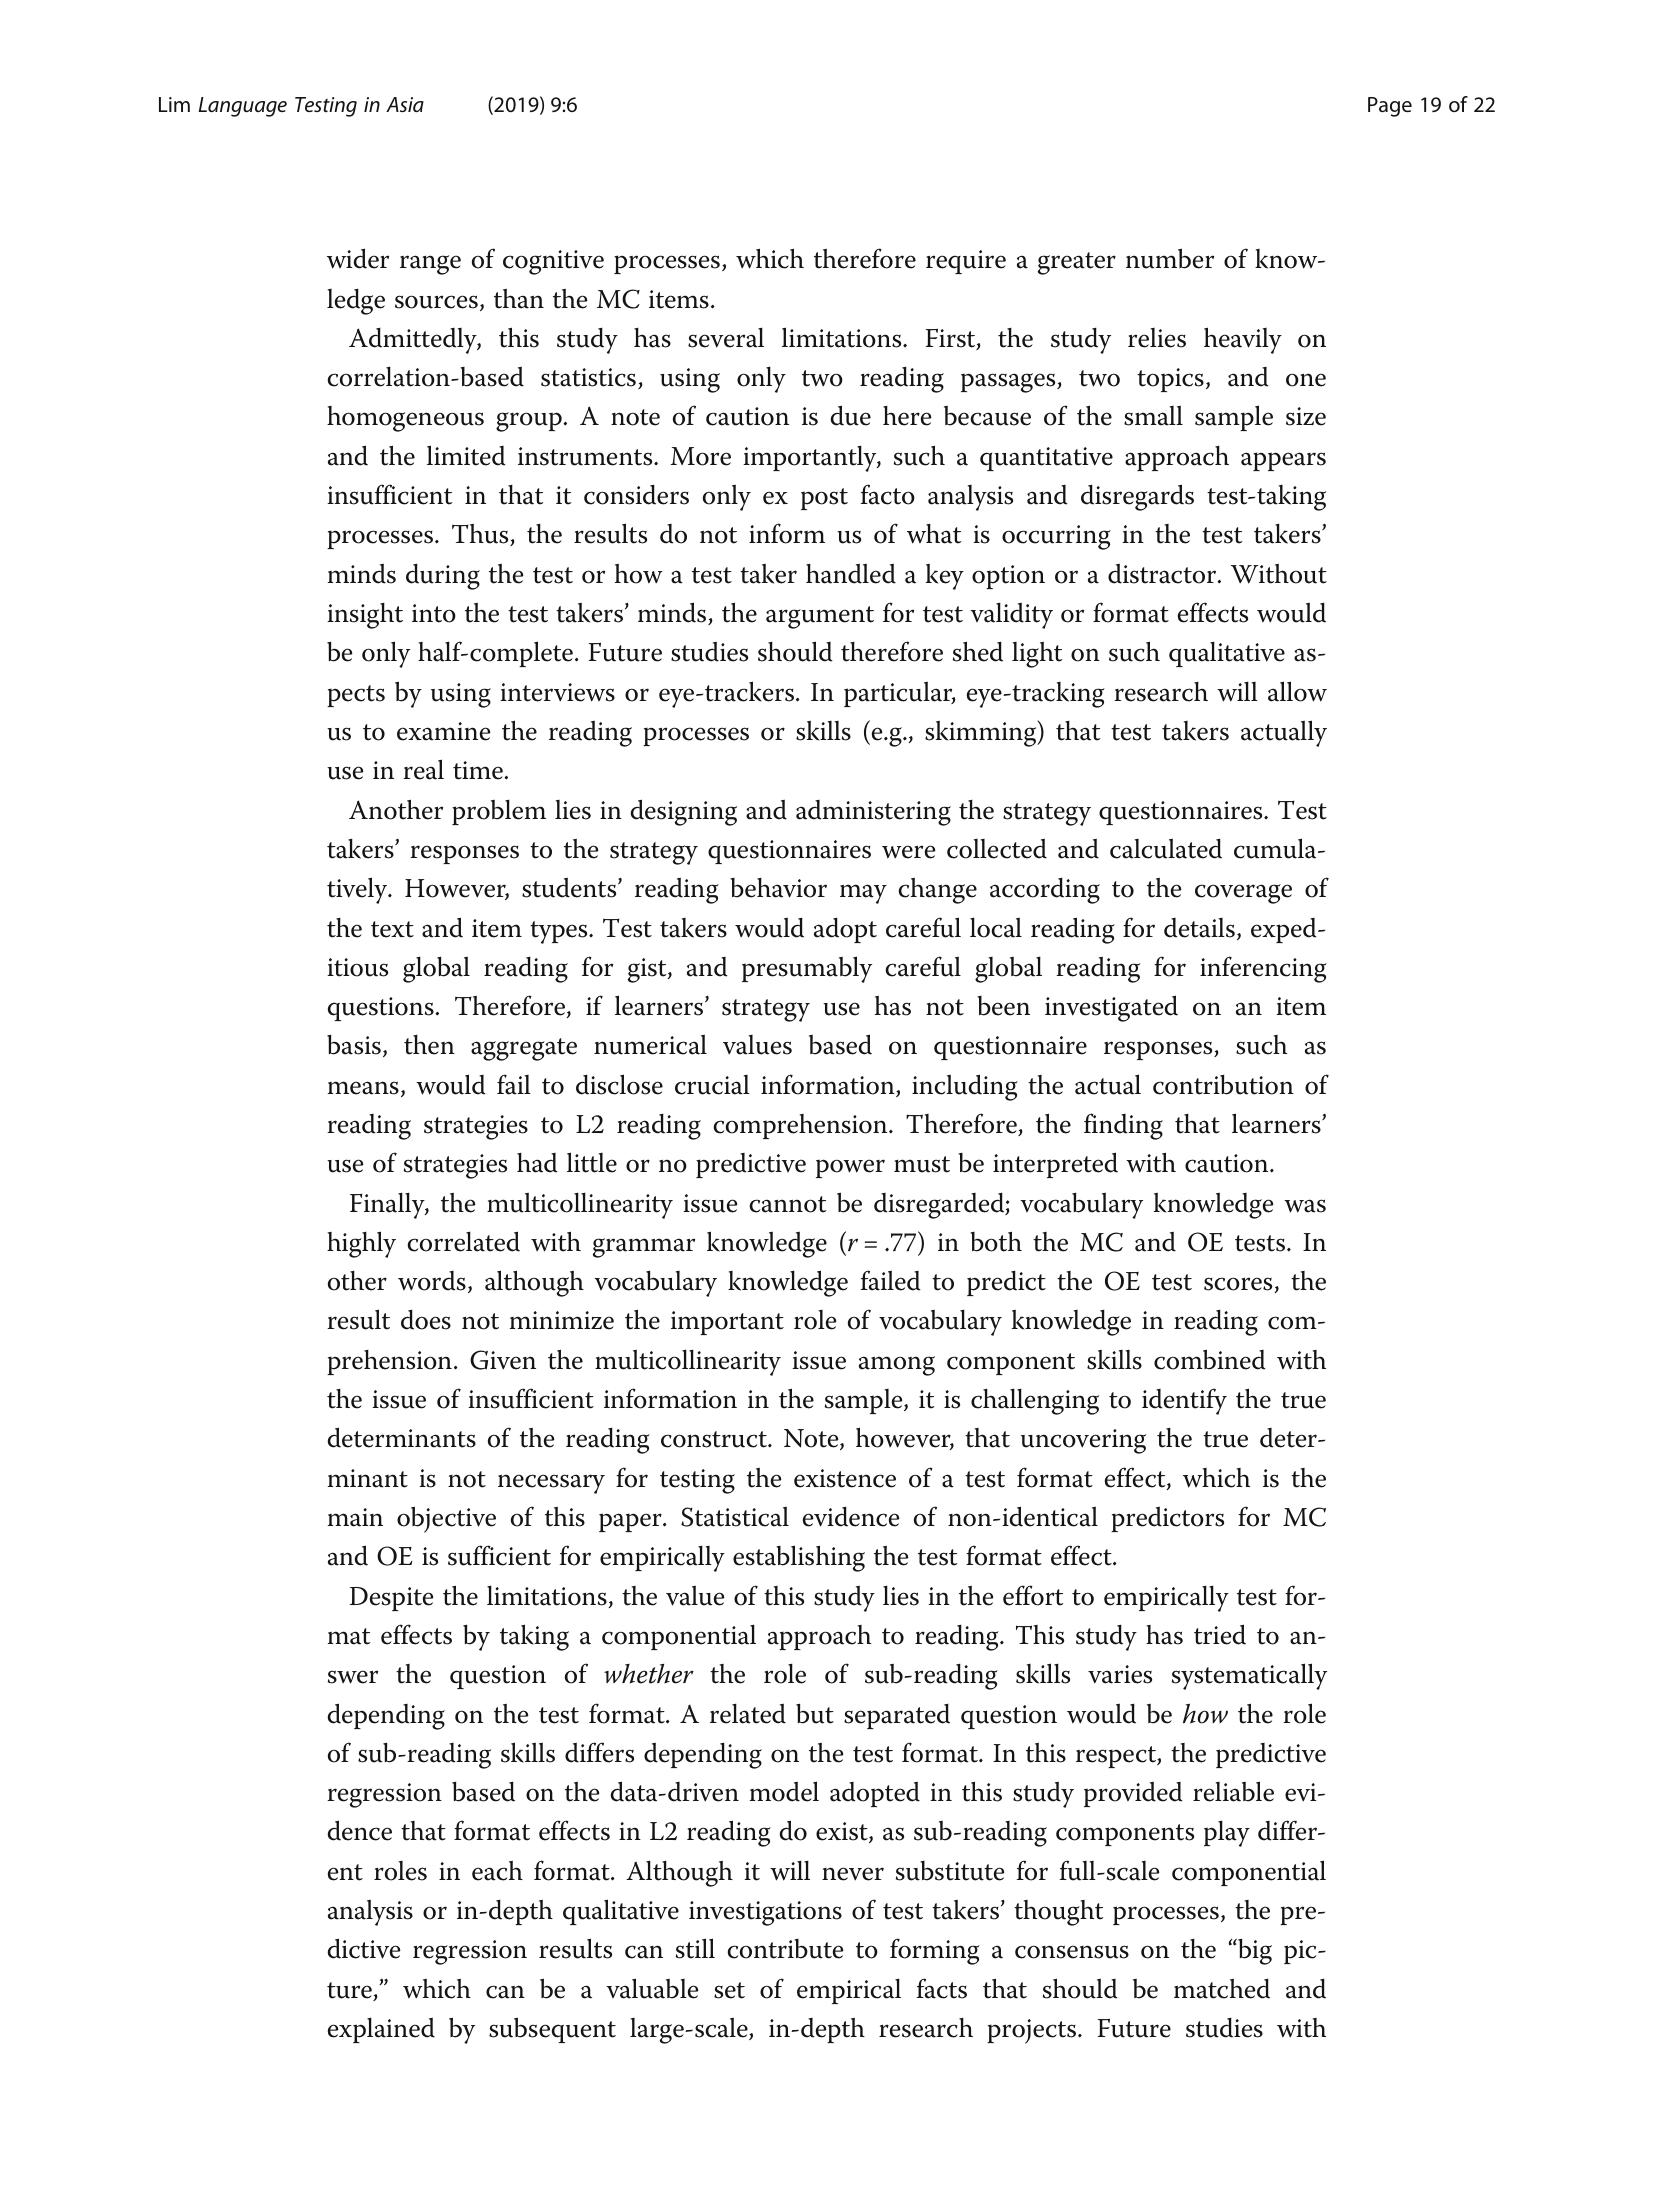 Lim Language Testing in Asia (2019) 9:6 Page 19 of 22
wider range of cognitive processes, which therefore require a greater number of know-
ledge sources, than the MC items.
Admittedly, this study has several limitations. First, the study relies heavily on
correlation-based statistics, using only two reading passages, two topics, and one
homogeneous group. A note of caution is due here because of the small sample size
and the limited instruments. More importantly, such a quantitative approach appears
insufficient in that it considers only ex post facto analysis and disregards test-taking
processes. Thus, the results do not inform us of what is occurring in the test takers’
minds during the test or how a test taker handled a key option or a distractor. Without
insight into the test takers’ minds, the argument for test validity or format effects would
be only half-complete. Future studies should therefore shed light on such qualitative as-
pects by using interviews or eye-trackers. In particular, eye-tracking research will allow
us to examine the reading processes or skills (e.g., skimming) that test takers actually
use in real time.
Another problem lies in designing and administering the strategy questionnaires. Test
takers’ responses to the strategy questionnaires were collected and calculated cumula-
tively. However, students’ reading behavior may change according to the coverage of
the text and item types. Test takers would adopt careful local reading for details, exped-
itious global reading for gist, and presumably careful global reading for inferencing
questions. Therefore, if learners’ strategy use has not been investigated on an item
basis, then aggregate numerical values based on questionnaire responses, such as
means, would fail to disclose crucial information, including the actual contribution of
reading strategies to L2 reading comprehension. Therefore, the finding that learners’
use of strategies had little or no predictive power must be interpreted with caution.
Finally, the multicollinearity issue cannot be disregarded; vocabulary knowledge was
highly correlated with grammar knowledge (r = .77) in both the MC and OE tests. In
other words, although vocabulary knowledge failed to predict the OE test scores, the
result does not minimize the important role of vocabulary knowledge in reading com-
prehension. Given the multicollinearity issue among component skills combined with
the issue of insufficient information in the sample, it is challenging to identify the true
determinants of the reading construct. Note, however, that uncovering the true deter-
minant is not necessary for testing the existence of a test format effect, which is the
main objective of this paper. Statistical evidence of non-identical predictors for MC
and OE is sufficient for empirically establishing the test format effect.
Despite the limitations, the value of this study lies in the effort to empirically test for-
mat effects by taking a componential approach to reading. This study has tried to an-
swer the question of whether the role of sub-reading skills varies systematically
depending on the test format. A related but separated question would be how the role
of sub-reading skills differs depending on the test format. In this respect, the predictive
regression based on the data-driven model adopted in this study provided reliable evi-
dence that format effects in L2 reading do exist, as sub-reading components play differ-
ent roles in each format. Although it will never substitute for full-scale componential
analysis or in-depth qualitative investigations of test takers’ thought processes, the pre-
dictive regression results can still contribute to forming a consensus on the “big pic-
ture,” which can be a valuable set of empirical facts that should be matched and
explained by subsequent large-scale, in-depth research projects. Future studies with